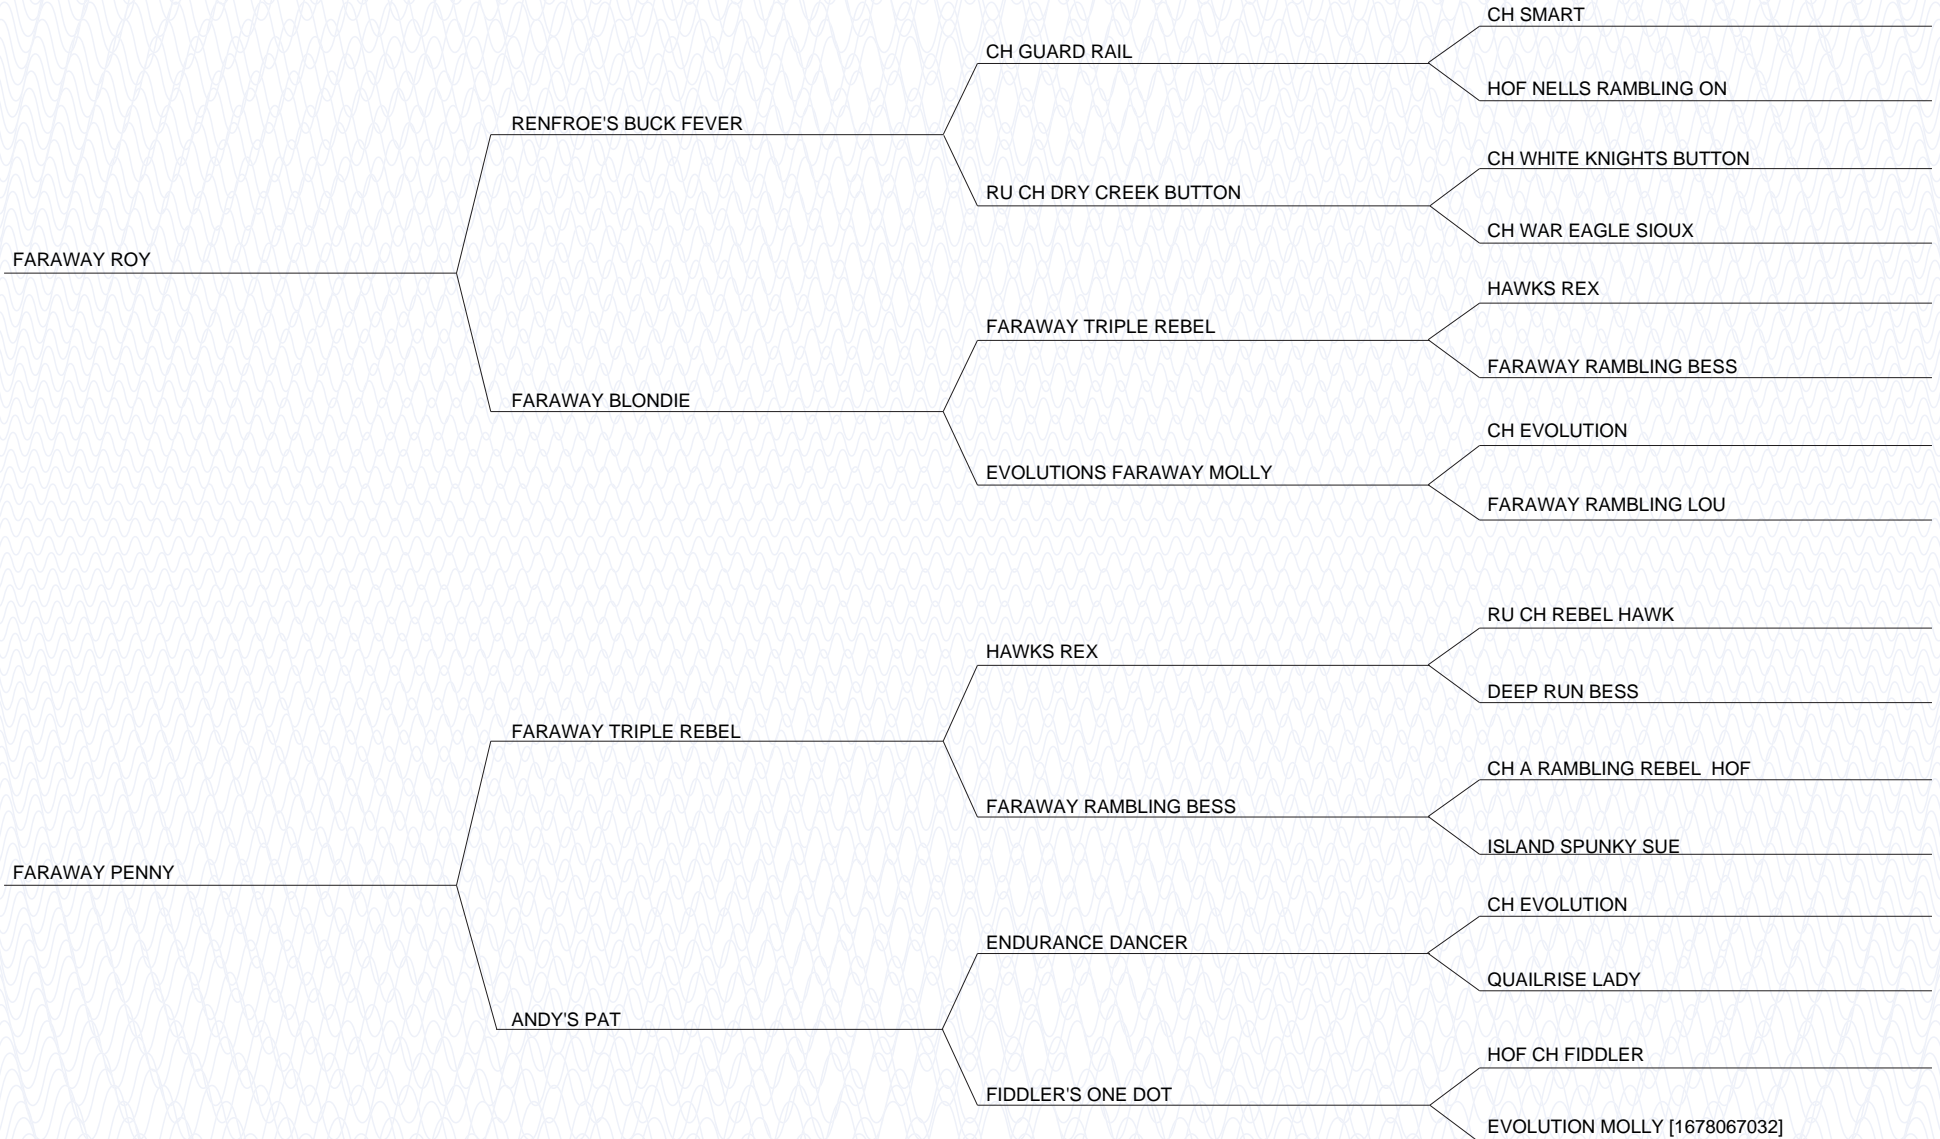 CH SMART
CH GUARD RAIL
HOF NELLS RAMBLING ON
RENFROE'S BUCK FEVER
CH WHITE KNIGHTS BUTTON
RU CH DRY CREEK BUTTON
CH WAR EAGLE SIOUX
FARAWAY ROY
HAWKS REX
FARAWAY TRIPLE REBEL
FARAWAY RAMBLING BESS
FARAWAY BLONDIE
CH EVOLUTION
EVOLUTIONS FARAWAY MOLLY
FARAWAY RAMBLING LOU
RU CH REBEL HAWK
HAWKS REX
DEEP RUN BESS
FARAWAY TRIPLE REBEL
CH A RAMBLING REBEL  HOF
FARAWAY RAMBLING BESS
ISLAND SPUNKY SUE
FARAWAY PENNY
CH EVOLUTION
ENDURANCE DANCER
QUAILRISE LADY
ANDY'S PAT
HOF CH FIDDLER
FIDDLER'S ONE DOT
EVOLUTION MOLLY [1678067032]